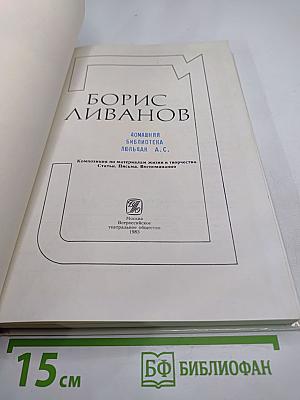 БОРИС
ЛИВАНОВ
ДОМАШНЯЯ
БИБЛИОТЕКА
А.С.
Композиция по материалам жизни и творчества
Статьи. Письма. Воспоминания
Москва
Всероссийское
театральное общество
1983
15 см
БФ БИБЛИОФАН